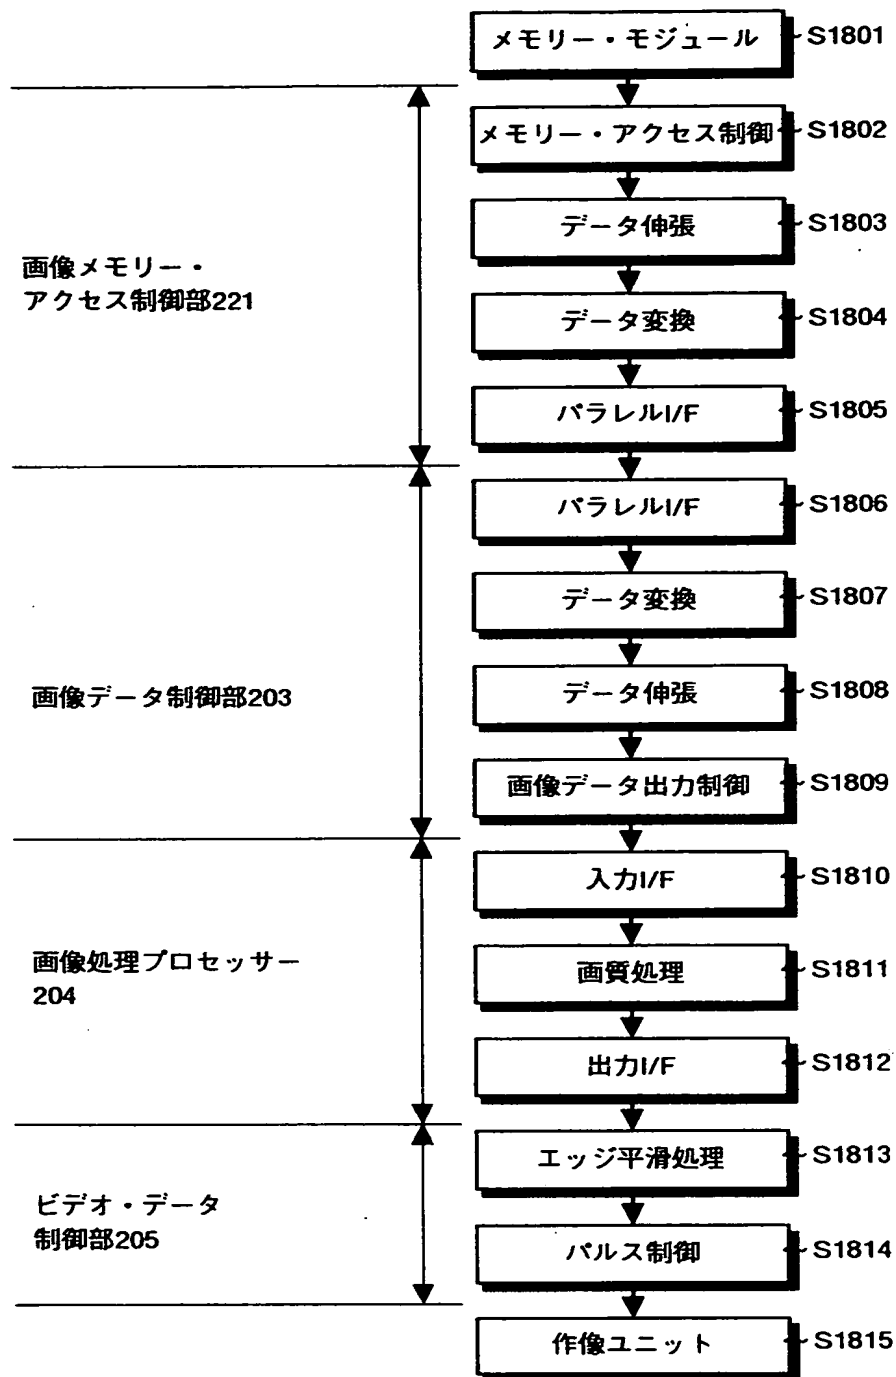 メモリー・モジュール S1801
メモリー・アクセス制御 S1802
データ伸張 S1803
画像メモリー・
アクセス制御部221
データ変換 S1804
パラレルI/F S1805
パラレルI/F S1806
データ変換 S1807
画像データ制御部203
データ伸張 S1808
画像データ出力制御 S1809
入力I/F S1810
画像処理プロセッサー
204
画質処理 S1811
出力I/F S1812
エッジ平滑処理 S1813
ビデオ・データ
制御部205
パルス制御 S1814
作像ユニット S1815